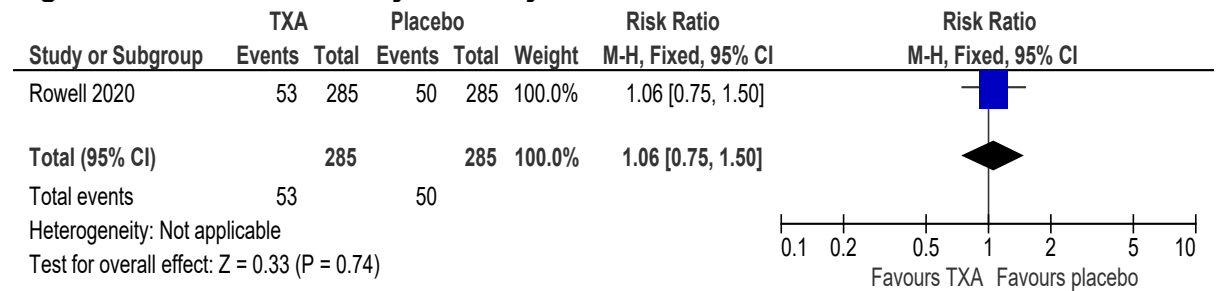 TXA Placebo Risk Ratio Risk Ratio
Study or Subgroup Events Total Events Total Weight M-H, Fixed, 95% CI M-H, Fixed, 95% CI
Rowell 2020 53 285 50 285 100.0% 1.06 [0.75, 1.50]
Total (95% CI) 285 285 100.0% 1.06 [0.75, 1.50]
Total events 53 50
Heterogeneity: Not applicable
Test for overall effect: Z = 0.33 (P = 0.74)
0.1 0.2 0.5 1 2 5 10
Favours TXA Favours placebo